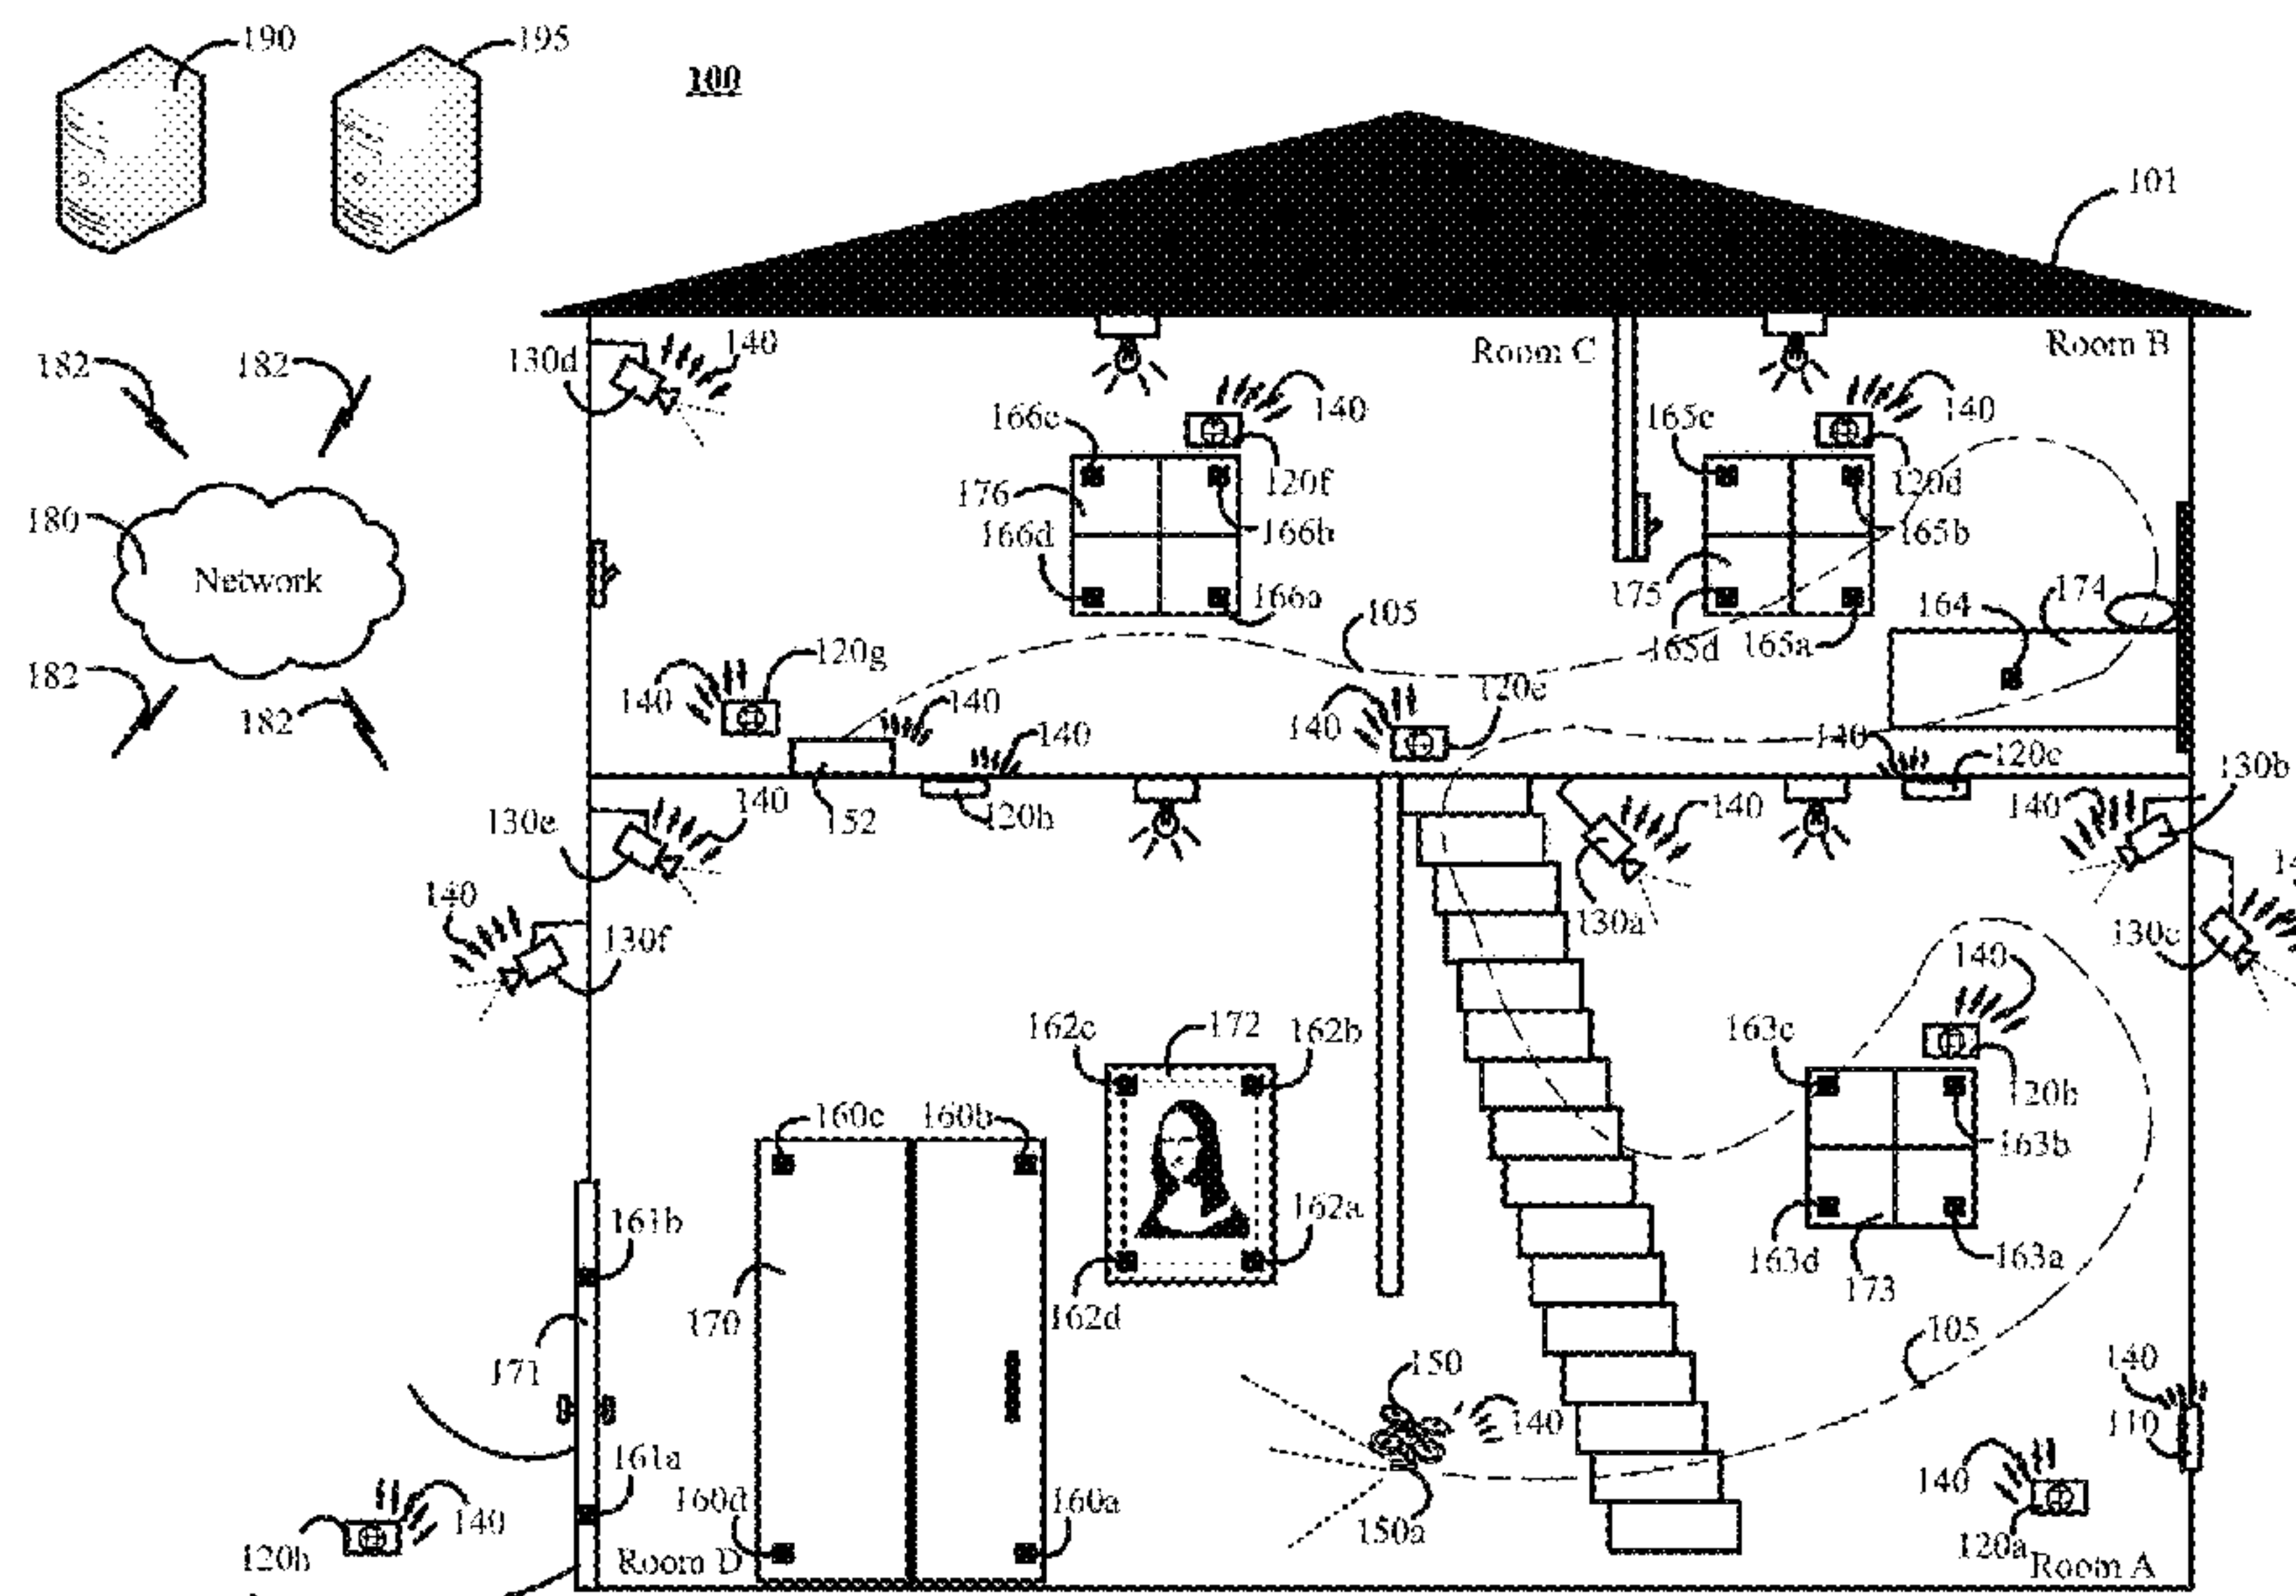 190
195
100
101
182
182
130d
140
Room C
Room B
166c
140
165c
140
176
120f
120d
180
Network
166d
166b
165b
166a
175
164
174
105
165d
165a
182
182
140
120g
140
140
120e
140
140
120c
130b
130e
140
152
120h
140
140
140
130f
130a
130c
140
162c
172
162b
163c
120b
160c
160b
163b
161b
162a
163d
163a
173
170
162d
171
105
150
140
140
110
161a
160d
160a
150a
140
140
120h
Room D
120a
Room A